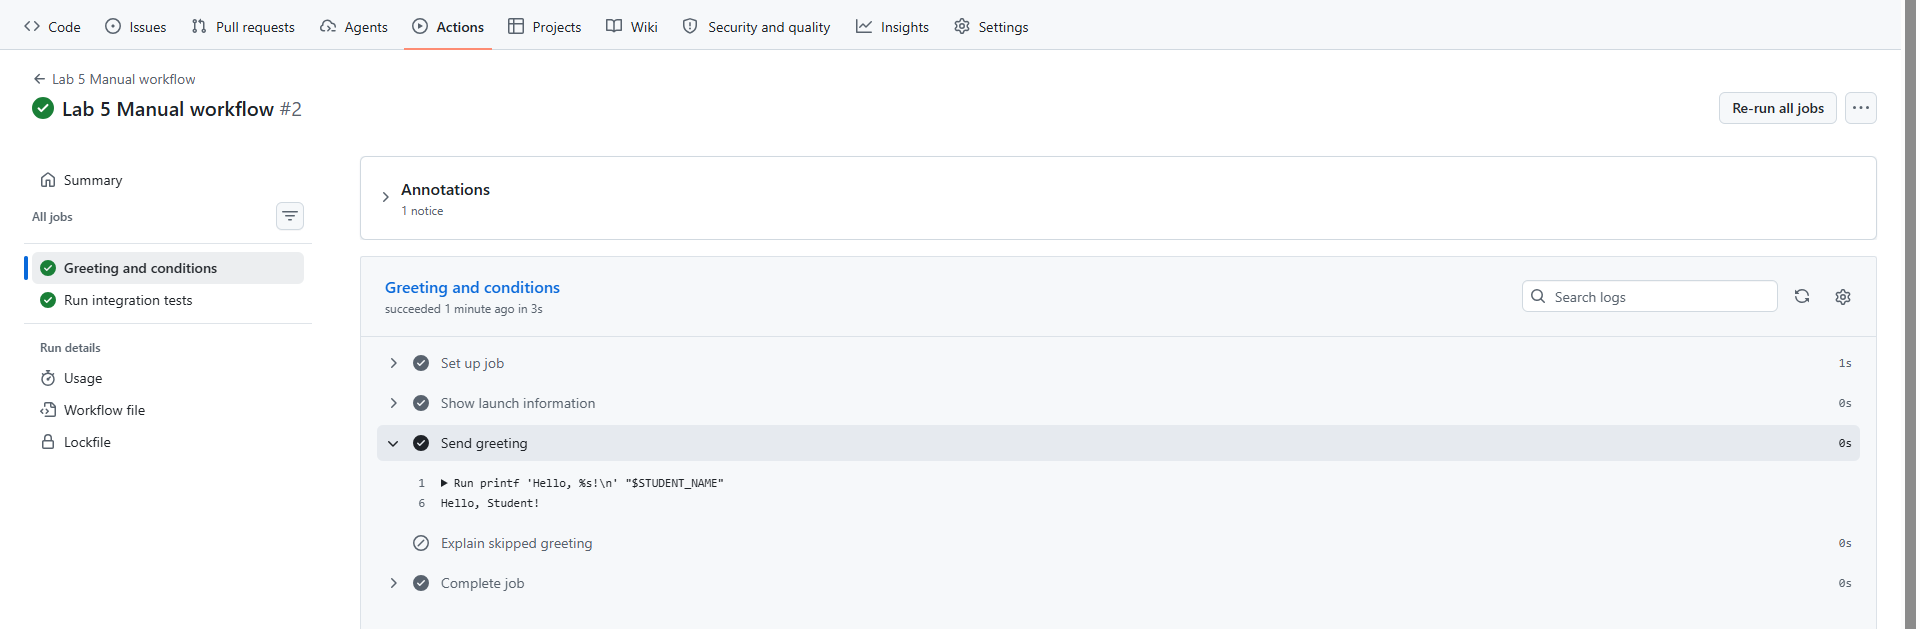 Code Issues Pull requests Agents Actions Projects Wiki Security and quality Insights Settings
Lab 5 Manual workflow
Lab 5 Manual workflow #2
Re-run all jobs
Summary
All jobs
Greeting and conditions
Run integration tests
Run details
Usage
Workflow file
Lockfile
Annotations
1 notice
Greeting and conditions
succeeded 1 minute ago in 3s
Search logs
Set up job 1s
Show launch information 0s
Send greeting 0s
1 Run printf 'Hello, %s!\n' "$STUDENT_NAME"
6 Hello, Student!
Explain skipped greeting 0s
Complete job 0s